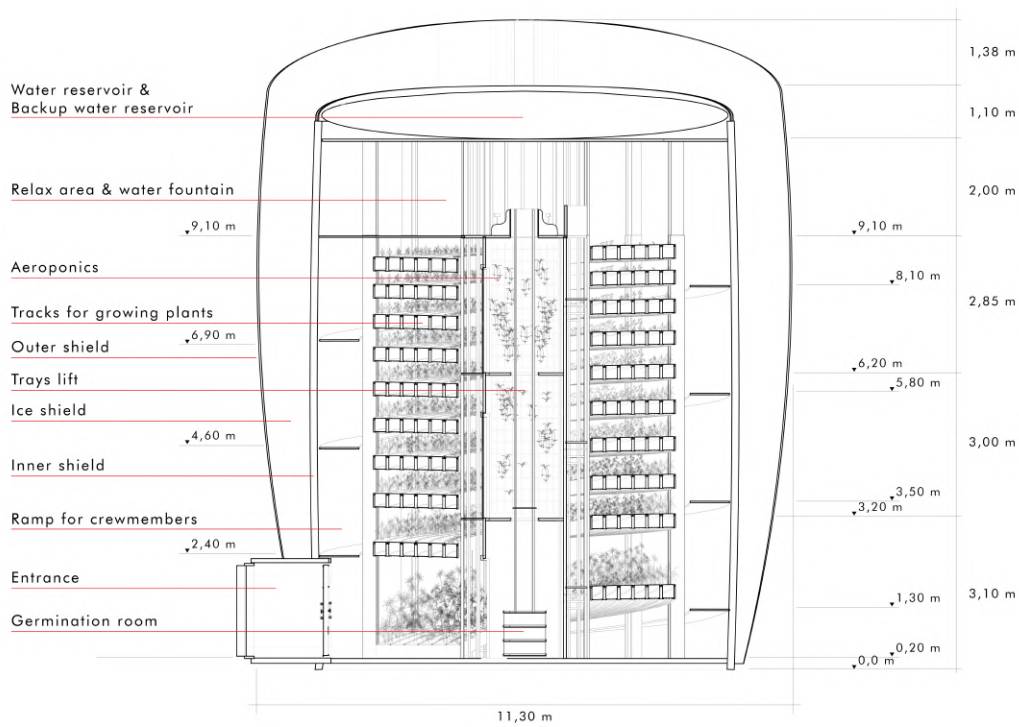 Water reservoir &
Backup water reservoir
Relax area & water fountain
9,10 m
Aeroponics
Tracks for growing plants
6,90 m
Outer shield
Trays lift
Ice shield
4,60 m
Inner shield
Ramp for crewmembers
2,40 m
Entrance
Germination room
1,38 m
1,10 m
2,00 m
9,10 m
8,10 m
2,85 m
6,20 m
5,80 m
3,00 m
3,50 m
3,20 m
3,10 m
1,30 m
0,20 m
0,0 m
11,30 m